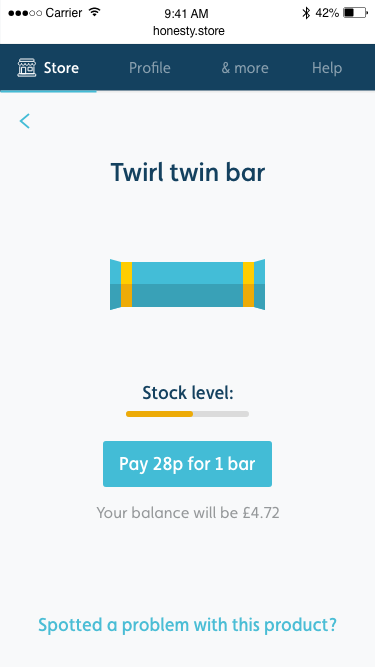 Carrier 9:41 AM 42%
honesty.store
Store Profile & more Help
Twirl twin bar
Stock level:
Pay 28p for 1 bar
Your balance will be £4.72
Spotted a problem with this product?